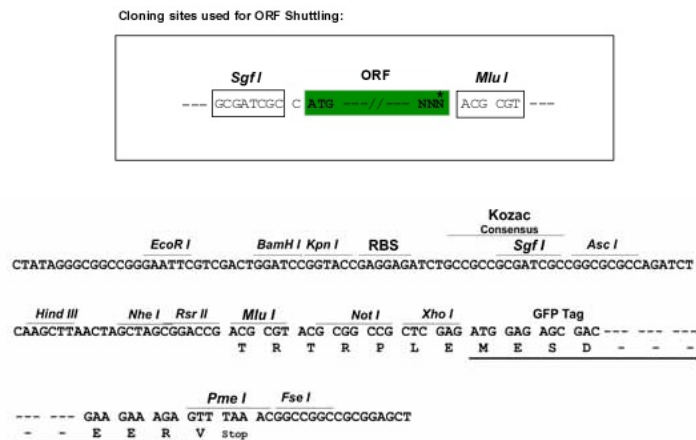 Cloning sites used for ORF Shuttling:
Sgf I ORF Mlu I
--- GCGATCGC C ATG ---//--- NNN* ACG CGT ---
Kozac
Consensus
EcoR I BamH I Kpn I RBS Sgf I Asc I
CTATAGGGCGGCCGGGAATTCGTCGACTGGATCCGGTACCGAGGAGATCTGCCGCCGCGATCGCCGGCGCGCCAGATCT
Hind III Nhe I Rsr II Mlu I Not I Xho I GFP Tag
CAAGCTTAACTAGCTAGCGGACCG ACG CGT ACG CGG CCG CTC GAG ATG GAG AGC GAC--- --- ---
T R T R P L E M E S D - - -
Pme I Fse I
--- --- GAA GAA AGA GTT TAA ACGGCCGGCCGCGGAGCT
- - E E R V Stop